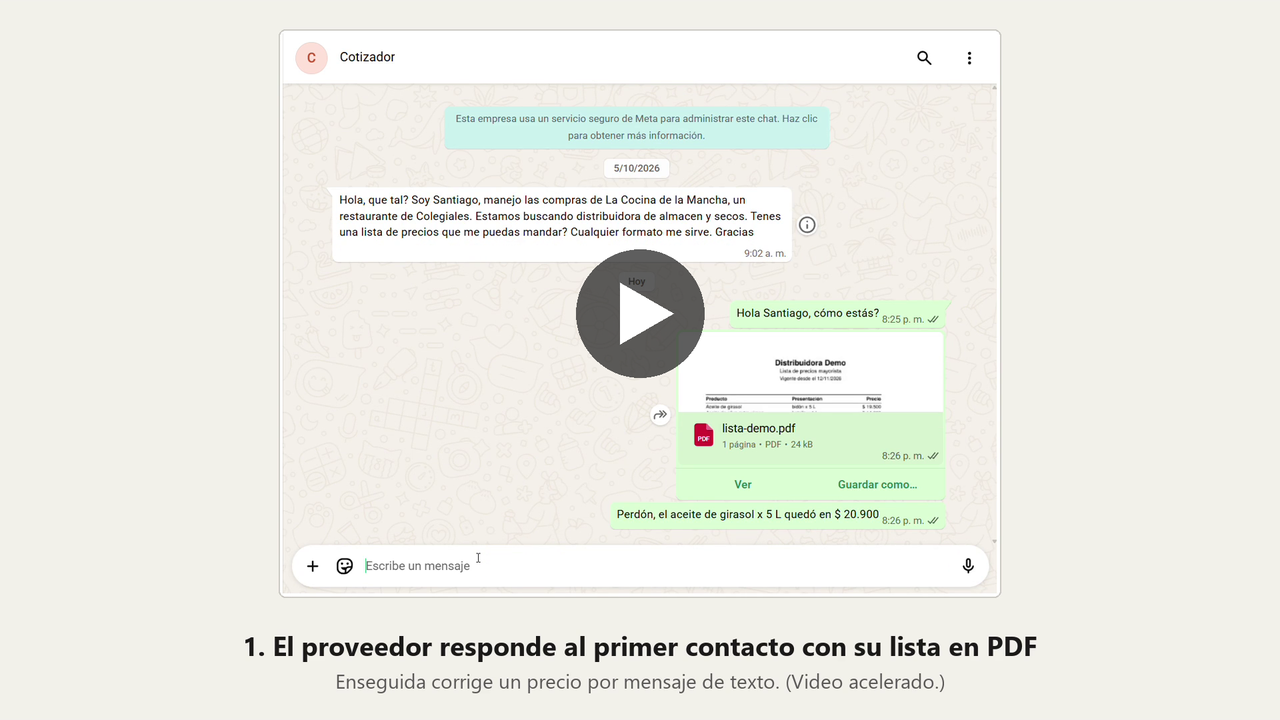 C
Cotizador
Esta empresa usa un servicio seguro de Meta para administrar este chat. Haz clic
para obtener más información.
5/10/2026
Hola, que tal? Soy Santiago, manejo las compras de La Cocina de la Mancha, un
restaurante de Colegiales. Estamos buscando distribuidora de almacen y secos. Tenes
una lista de precios que me puedas mandar? Cualquier formato me sirve. Gracias
9:02 a. m.
Hoy
Hola Santiago, cómo estás? 8:25 p. m.
Distribuidora Demo
Lista de precios mayorista
Vigente desde el 12/11/2026
Producto Presentación Precio
Aceite de girasol bidón x 5 L $ 19.500
PDF
lista-demo.pdf
1 página • PDF • 24 kB
8:26 p. m.
Ver Guardar como...
Perdón, el aceite de girasol x 5 L quedó en $ 20.900 8:26 p. m.
Escribe un mensaje
1. El proveedor responde al primer contacto con su lista en PDF
Enseguida corrige un precio por mensaje de texto. (Video acelerado.)